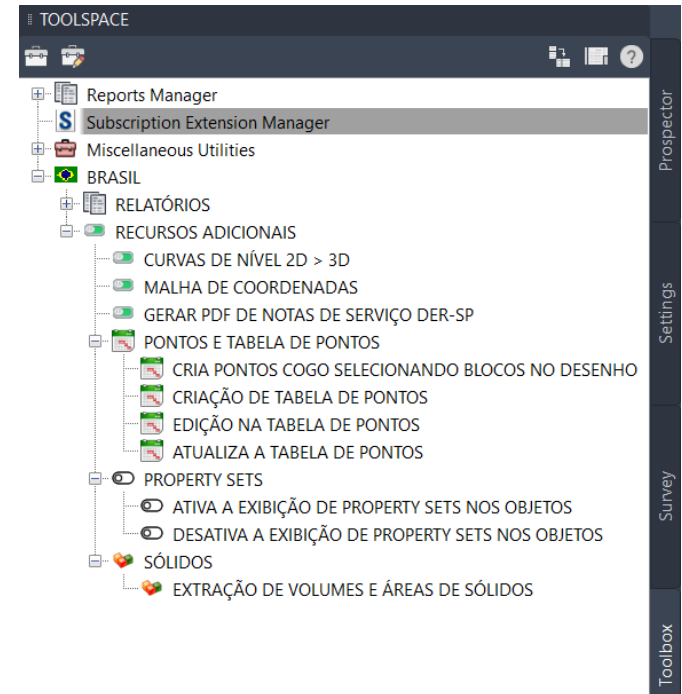 TOOLSPACE
Reports Manager
S Subscription Extension Manager
Miscellaneous Utilities
BRASIL
RELATÓRIOS
RECURSOS ADICIONAIS
CURVAS DE NÍVEL 2D > 3D
MALHA DE COORDENADAS
GERAR PDF DE NOTAS DE SERVIÇO DER-SP
PONTOS E TABELA DE PONTOS
CRIA PONTOS COGO SELECIONANDO BLOCOS NO DESENHO
CRIAÇÃO DE TABELA DE PONTOS
EDIÇÃO NA TABELA DE PONTOS
ATUALIZA A TABELA DE PONTOS
PROPERTY SETS
ATIVA A EXIBIÇÃO DE PROPERTY SETS NOS OBJETOS
DESATIVA A EXIBIÇÃO DE PROPERTY SETS NOS OBJETOS
SÓLIDOS
EXTRAÇÃO DE VOLUMES E ÁREAS DE SÓLIDOS
Prospector
Settings
Survey
Toolbox